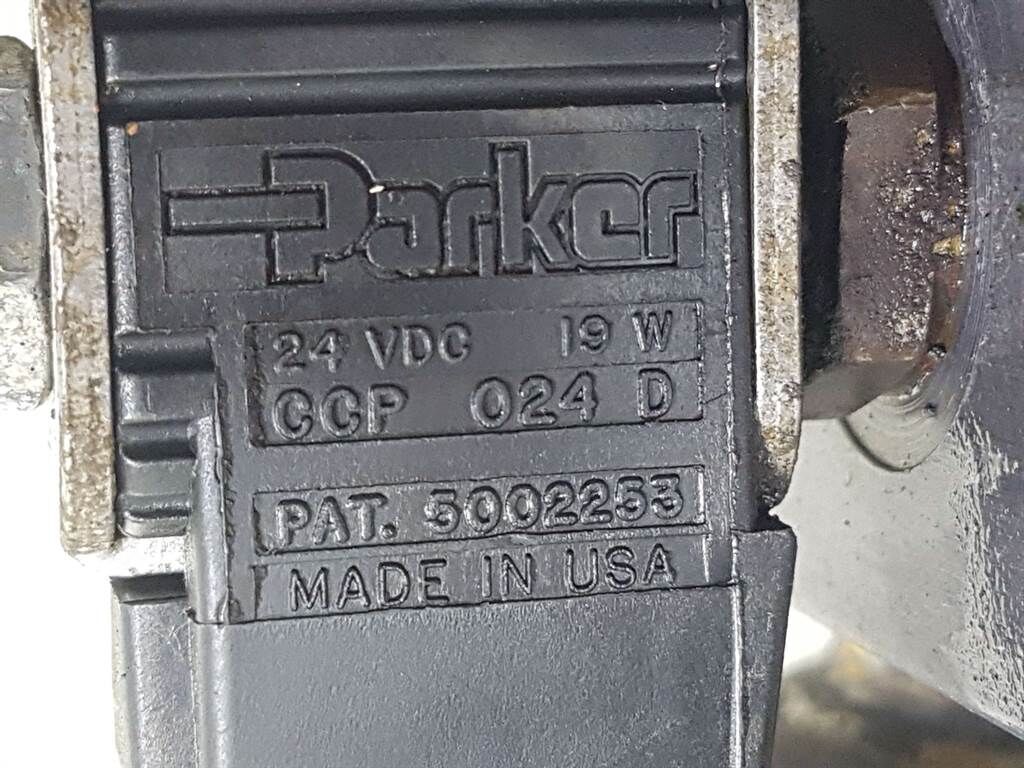 Parker
24 VDC 19 W
CCP 024 D
PAT. 5002253
MADE IN USA